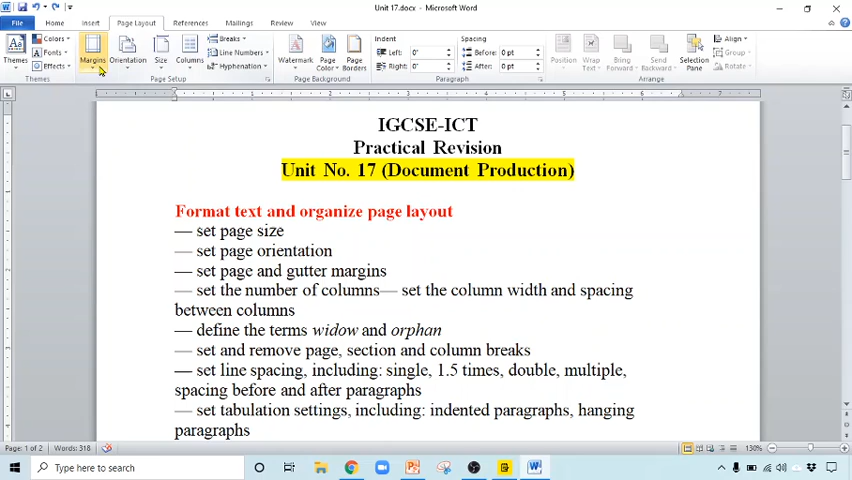 Unit 17.docx - Microsoft Word
File Home Insert Page Layout References Mailings Review View
Themes Colors Fonts Effects Margins Orientation Size Columns Breaks Line Numbers Hyphenation Watermark Page Color Page Borders Indent Left: 0" Right: 0" Spacing Before: 0 pt After: 0 pt Position Wrap Text Bring Forward Send Backward Selection Pane Align Group Rotate
Themes Page Setup Page Background Paragraph Arrange
IGCSE-ICT
Practical Revision
Unit No. 17 (Document Production)
Format text and organize page layout
— set page size
— set page orientation
— set page and gutter margins
— set the number of columns— set the column width and spacing
between columns
— define the terms widow and orphan
— set and remove page, section and column breaks
— set line spacing, including: single, 1.5 times, double, multiple,
spacing before and after paragraphs
— set tabulation settings, including: indented paragraphs, hanging
paragraphs
Page: 1 of 2 Words: 318 130%
Type here to search